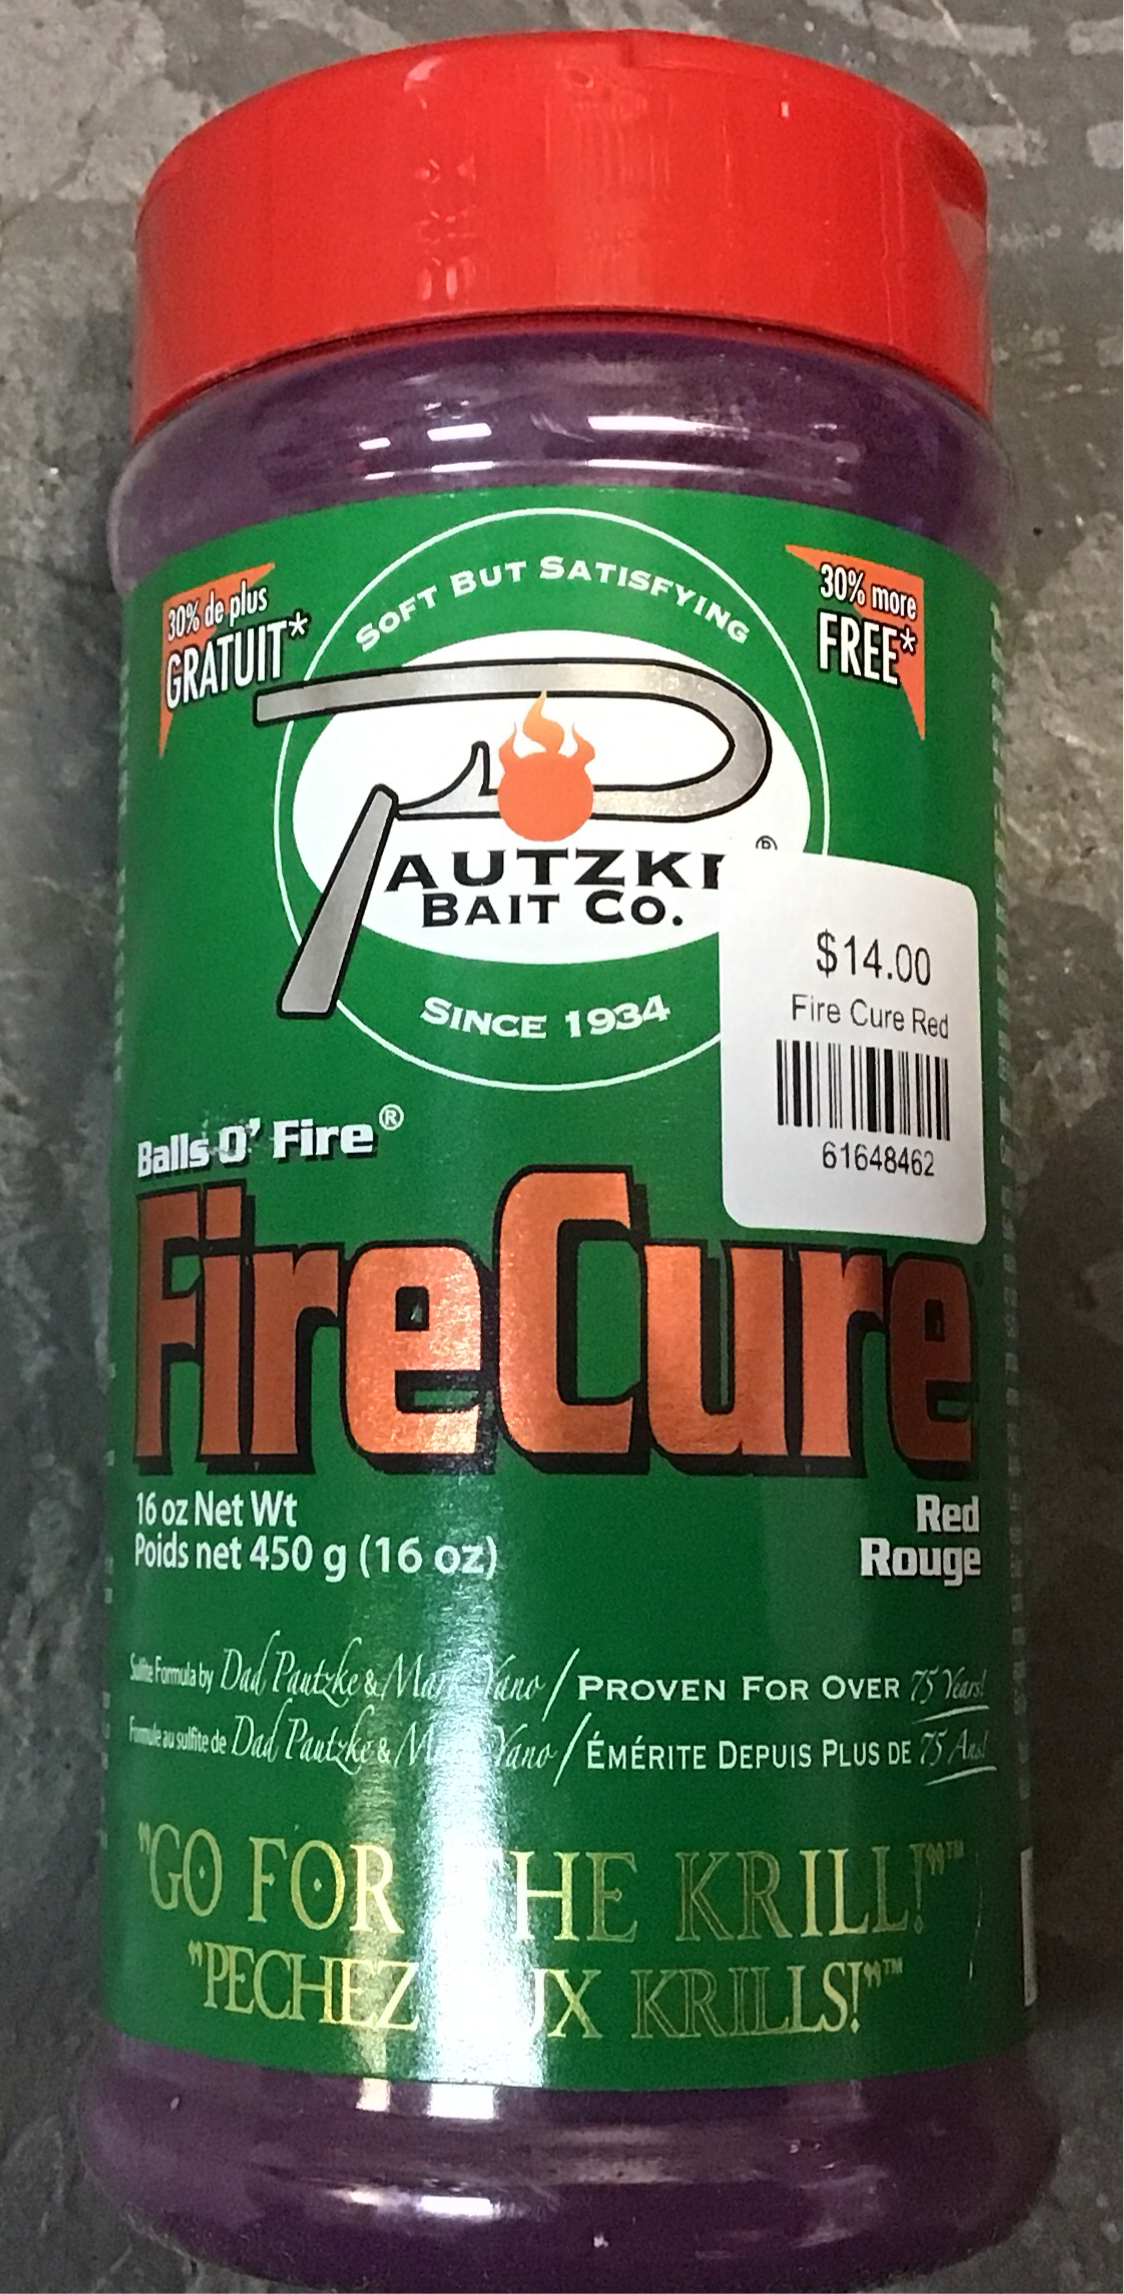 30% de plus
GRATUIT*
SOFT BUT SATISFYING
30% more
FREE*
PAUTZK
®
BAIT CO.
SINCE 1934
$14.00
Fire Cure Red
61648462
Balls O' Fire®
FireCure
16 oz Net Wt
Poids net 450 g (16 oz)
Red
Rouge
Sulfite Formula by Dad Pautzke & Mark Yano / PROVEN FOR OVER 75 Years!
Formule au sulfite de Dad Pautzke & Yano / ÉMÉRITE DEPUIS PLUS DE 75 Ans!
"GO FOR THE KRILL!"™
"PECHEZ AUX KRILLS!"™